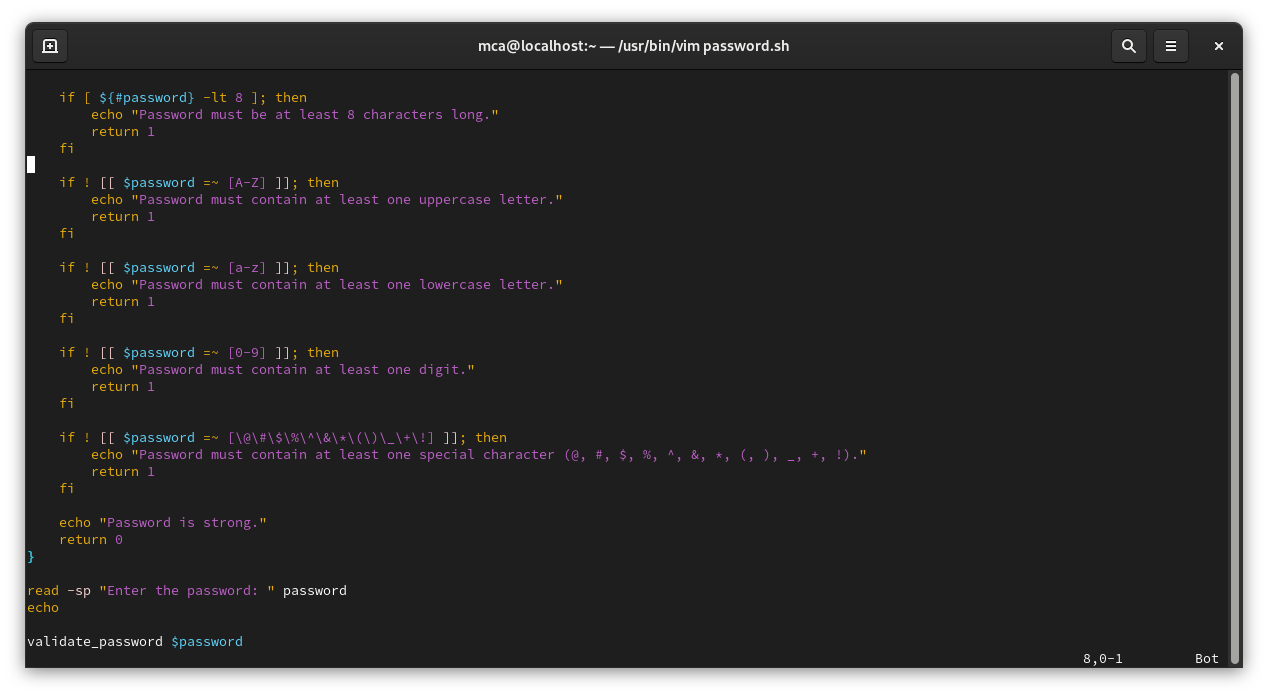 mca@localhost:~ — /usr/bin/vim password.sh
    if [ ${#password} -lt 8 ]; then
        echo "Password must be at least 8 characters long."
        return 1
    fi

    if ! [[ $password =~ [A-Z] ]]; then
        echo "Password must contain at least one uppercase letter."
        return 1
    fi

    if ! [[ $password =~ [a-z] ]]; then
        echo "Password must contain at least one lowercase letter."
        return 1
    fi

    if ! [[ $password =~ [0-9] ]]; then
        echo "Password must contain at least one digit."
        return 1
    fi

    if ! [[ $password =~ [\@\#\$\%\^\&\*\(\)\_\+\!] ]]; then
        echo "Password must contain at least one special character (@, #, $, %, ^, &, *, (, ), _, +, !)."
        return 1
    fi

    echo "Password is strong."
    return 0
}

read -sp "Enter the password: " password
echo

validate_password $password
8,0-1 Bot